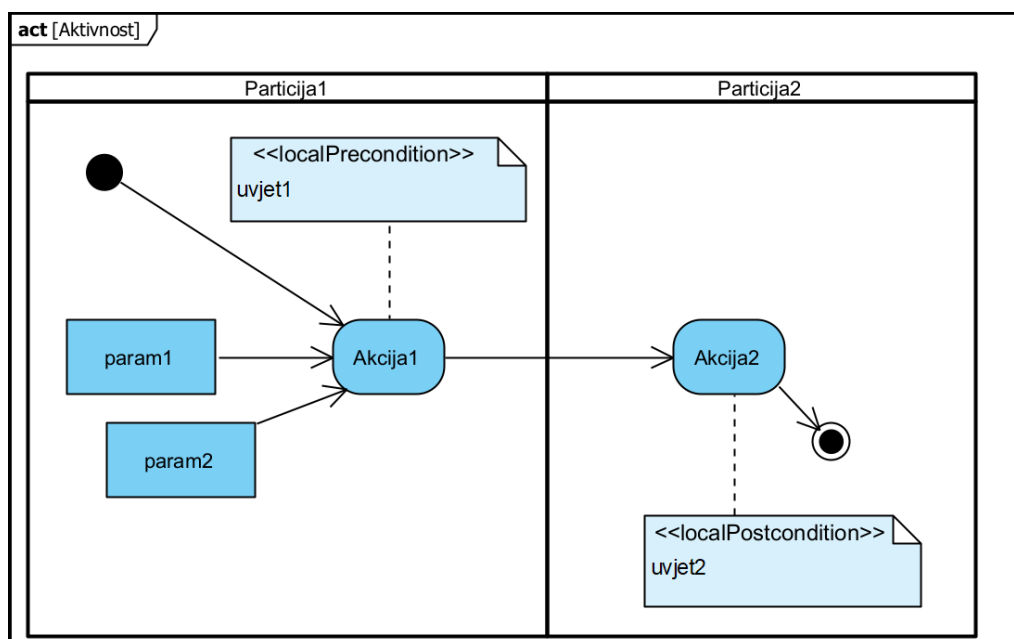 act [Aktivnost]
Particija1
Particija2
<<localPrecondition>>
uvjet1
param1
Akcija1
Akcija2
param2
<<localPostcondition>>
uvjet2